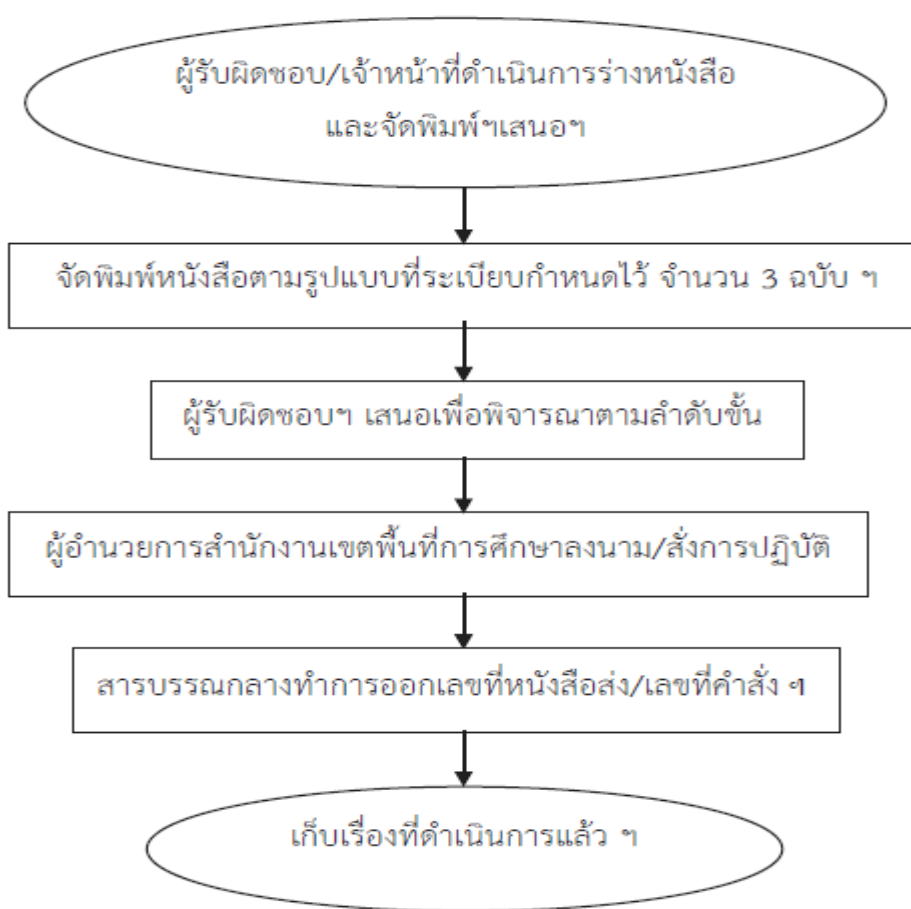 ผู้รับผิดชอบ/เจ้าหน้าที่ดำเนินการร่างหนังสือ
และจัดพิมพ์ฯเสนอฯ
จัดพิมพ์หนังสือตามรูปแบบที่ระเบียบกำหนดไว้ จำนวน 3 ฉบับ ฯ
ผู้รับผิดชอบฯ เสนอเพื่อพิจารณาตามลำดับขั้น
ผู้อำนวยการสำนักงานเขตพื้นที่การศึกษาลงนาม/สั่งการปฏิบัติ
สารบรรณกลางทำการออกเลขที่หนังสือส่ง/เลขที่คำสั่ง ฯ
เก็บเรื่องที่ดำเนินการแล้ว ฯ